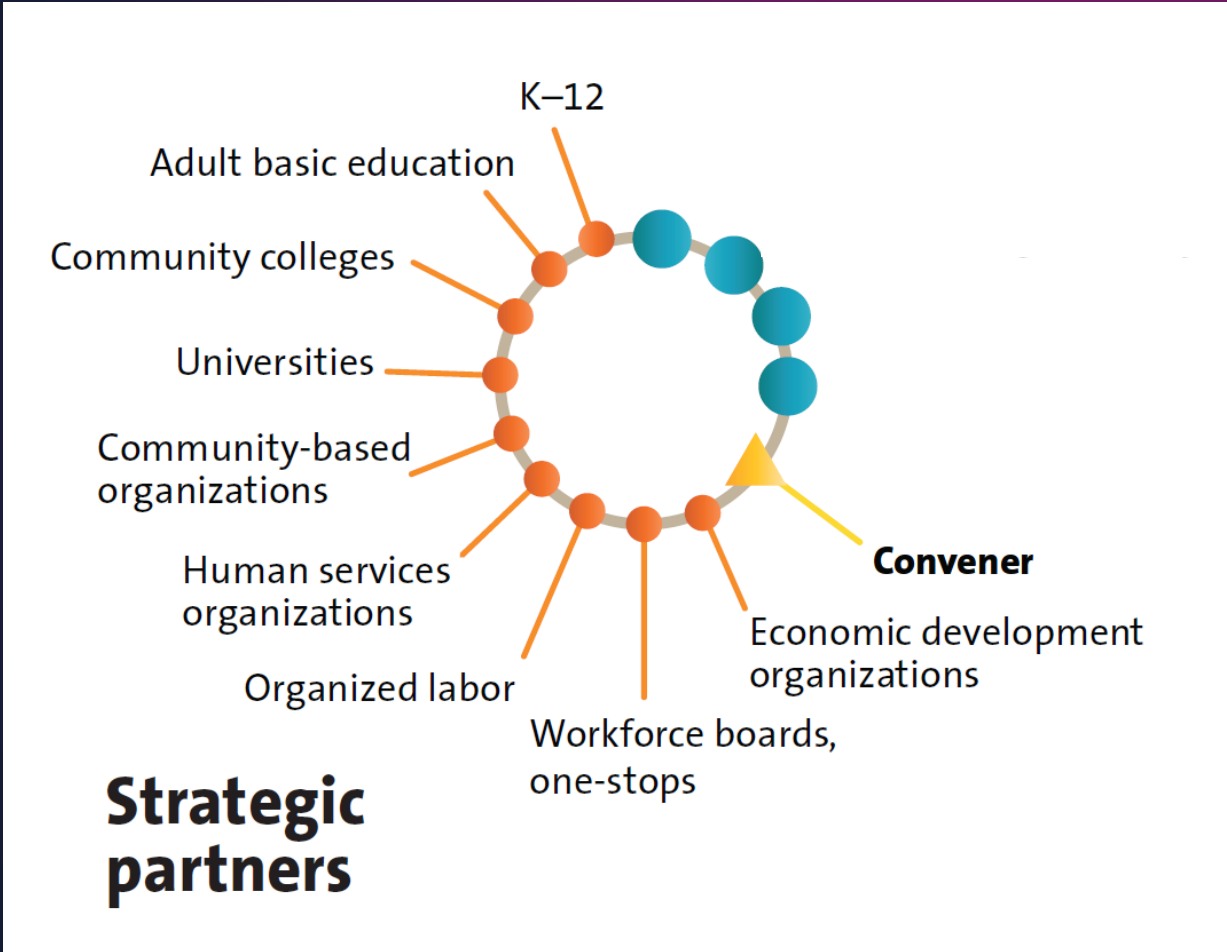 K–12
Adult basic education
Community colleges
Universities
Community-based
organizations
Human services
organizations
Organized labor
Workforce boards,
one-stops
Economic development
organizations
Convener
Strategic
partners